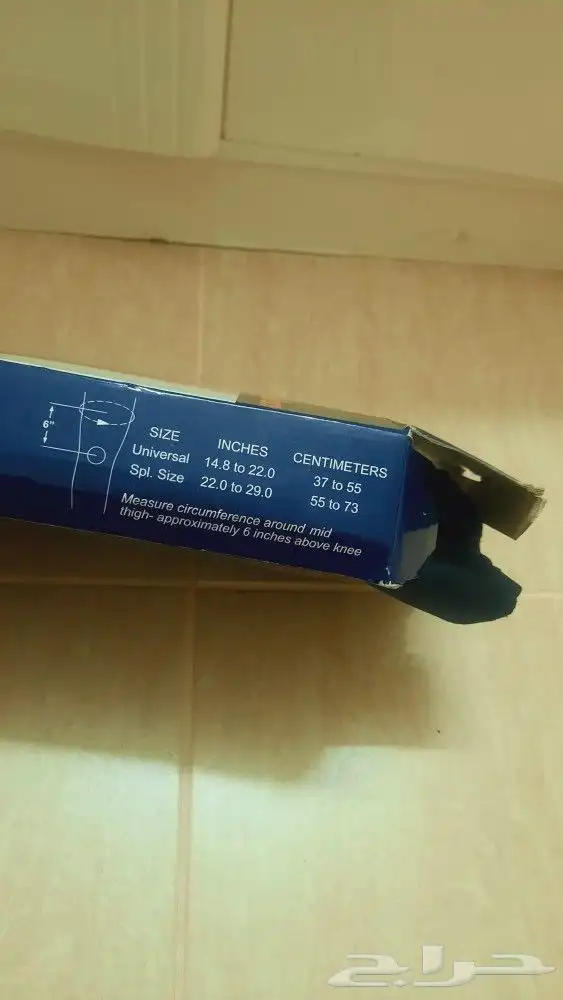 6"
SIZE INCHES CENTIMETERS
Universal 14.8 to 22.0 37 to 55
Spl. Size 22.0 to 29.0 55 to 73
Measure circumference around mid
thigh- approximately 6 inches above knee
حراج